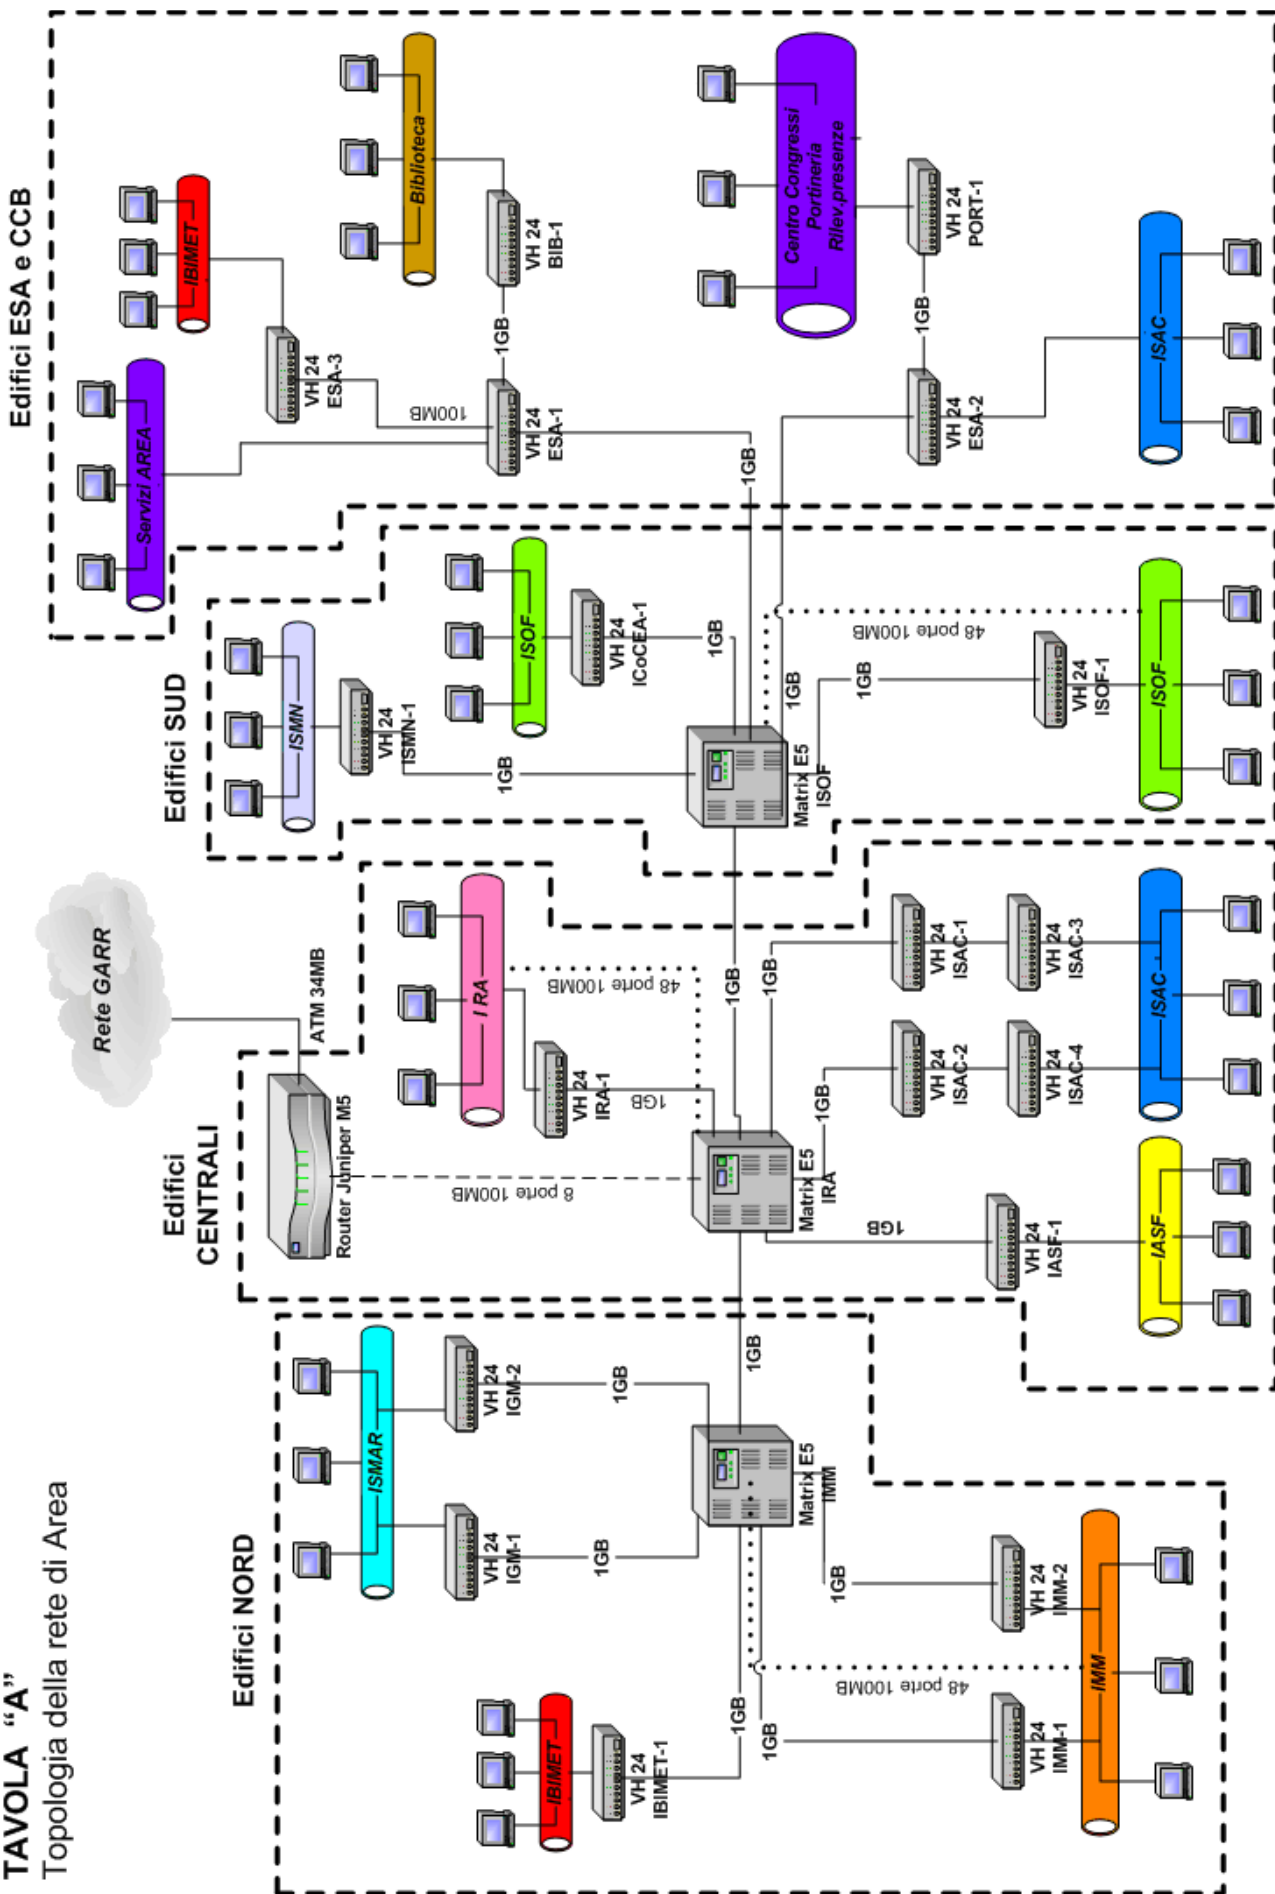 TAVOLA “A”
Topologia della rete di Area
Edifici NORD
ISMAR
VH 24
IGM-1
VH 24
IGM-2
1GB
1GB
IBIMET
VH 24
IBIMET-1
1GB
1GB
Matrix E5
IMM
1GB
48 porte 100MB
VH 24
IMM-1
VH 24
IMM-2
IMM
1GB
Edifici
CENTRALI
Rete GARR
ATM 34MB
Router Juniper M5
8 porte 100MB
I RA
VH 24
IRA-1
1GB
48 porte 100MB
Matrix E5
IRA
1GB
1GB
1GB
1GB
VH 24
IASF-1
IASF
VH 24
ISAC-2
VH 24
ISAC-4
VH 24
ISAC-1
VH 24
ISAC-3
ISAC
Edifici SUD
ISMN
VH 24
ISMN-1
1GB
ISOF
VH 24
ICoCEA-1
1GB
Matrix E5
ISOF
1GB
1GB
48 porte 100MB
VH 24
ISOF-1
ISOF
Edifici ESA e CCB
Servizi AREA
IBIMET
VH 24
ESA-3
100MB
VH 24
ESA-1
1GB
1GB
VH 24
BIB-1
Biblioteca
Centro Congressi
Portineria
Rilev.presenze
VH 24
PORT-1
1GB
VH 24
ESA-2
ISAC